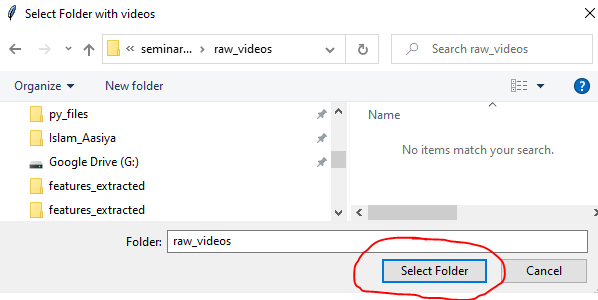 Select Folder with videos
« seminar... > raw_videos
Search raw_videos
Organize
New folder
?
py_files
Islam_Aasiya
Google Drive (G:)
features_extracted
features_extracted
Name
No items match your search.
Folder: raw_videos
Select Folder
Cancel